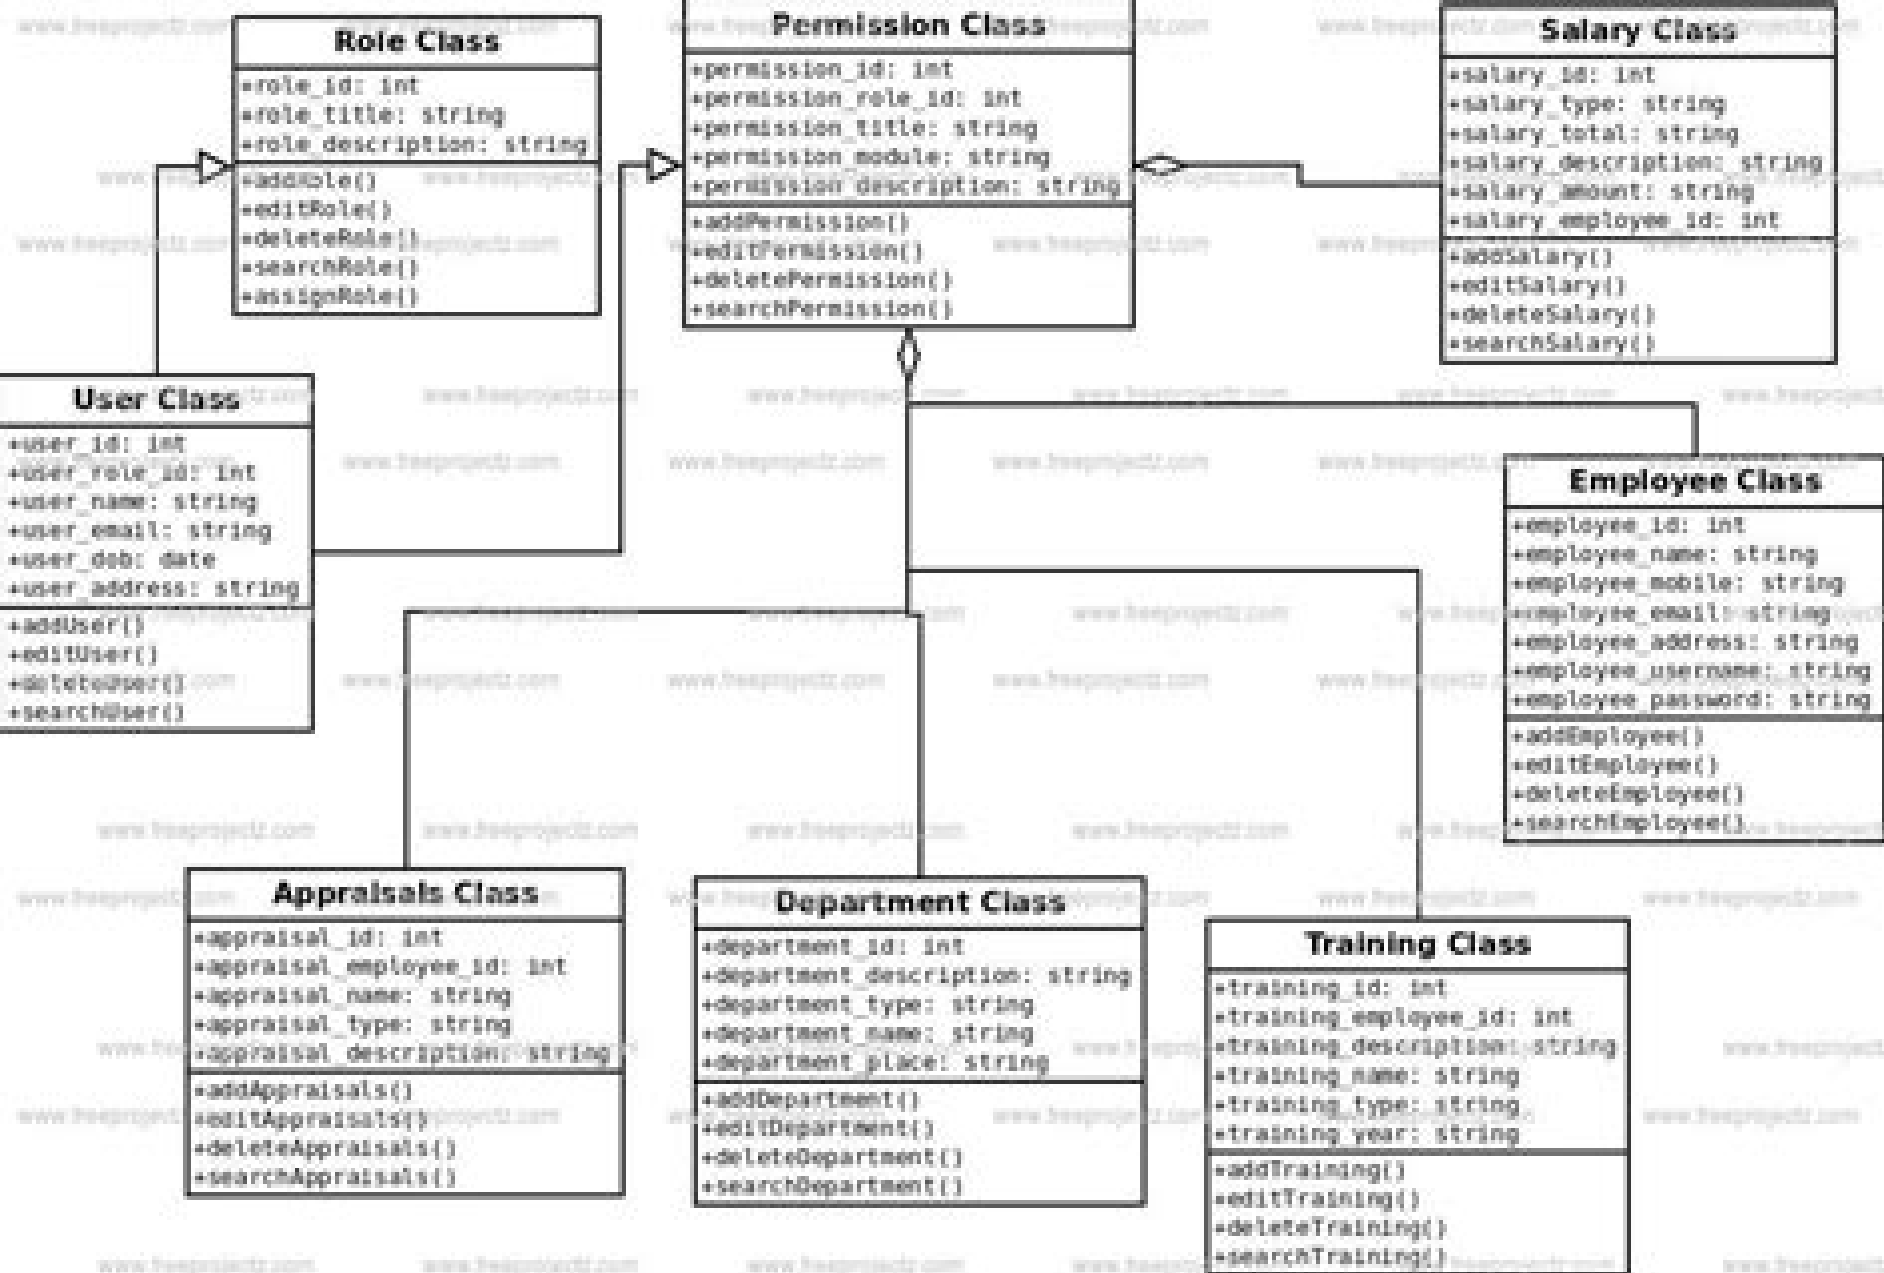 Role Class
+role_id: int
+role_title: string
+role_description: string
+addRole()
+editRole()
+deleteRole()
+searchRole()
+assignRole()
Permission Class
+permission_id: int
+permission_role_id: int
+permission_title: string
+permission_module: string
+permission_description: string
+addPermission()
+editPermission()
+deletePermission()
+searchPermission()
Salary Class
+salary_id: int
+salary_type: string
+salary_total: string
+salary_description: string
+salary_amount: string
+salary_employee_id: int
+addSalary()
+editSalary()
+deleteSalary()
+searchSalary()
User Class
+user_id: int
+user_role_id: int
+user_name: string
+user_email: string
+user_dob: date
+user_address: string
+addUser()
+editUser()
+deleteUser()
+searchUser()
Employee Class
+employee_id: int
+employee_name: string
+employee_mobile: string
+employee_email: string
+employee_address: string
+employee_username: string
+employee_password: string
+addEmployee()
+editEmployee()
+deleteEmployee()
+searchEmployee()
Appraisals Class
+appraisal_id: int
+appraisal_employee_id: int
+appraisal_name: string
+appraisal_type: string
+appraisal_description: string
+addAppraisals()
+editAppraisals()
+deleteAppraisals()
+searchAppraisals()
Department Class
+department_id: int
+department_description: string
+department_type: string
+department_name: string
+department_place: string
+addDepartment()
+editDepartment()
+deleteDepartment()
+searchDepartment()
Training Class
+training_id: int
+training_employee_id: int
+training_description: string
+training_name: string
+training_type: string
+training_year: string
+addTraining()
+editTraining()
+deleteTraining()
+searchTraining()
www.freeprojectz.com